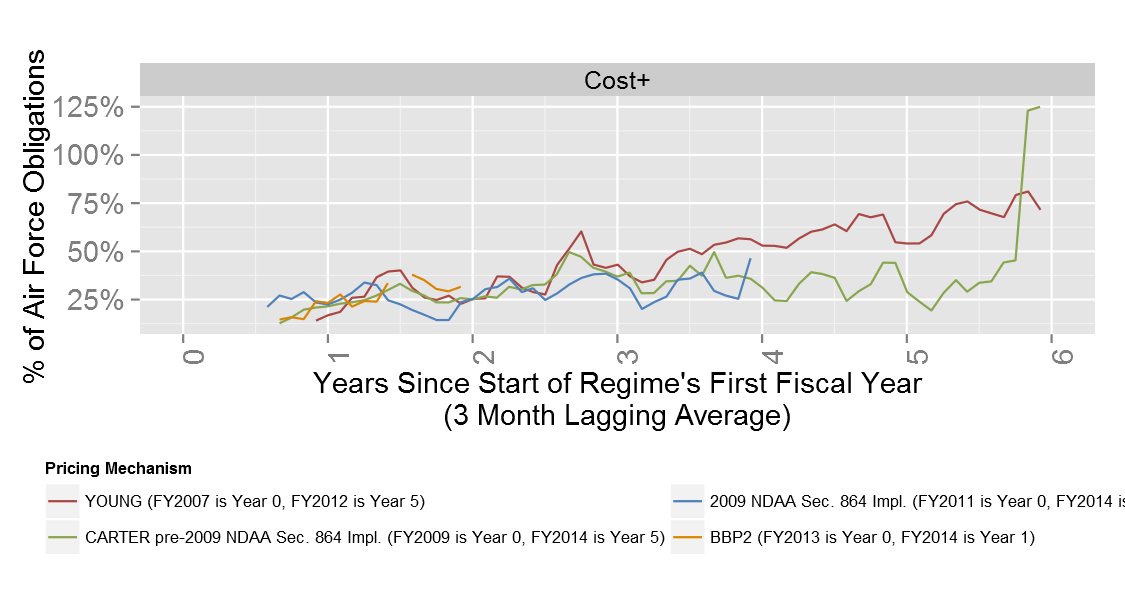 Cost+
% of Air Force Obligations
125%
100%
75%
50%
25%
0
1
2
3
4
5
6
Years Since Start of Regime's First Fiscal Year
(3 Month Lagging Average)
Pricing Mechanism
YOUNG (FY2007 is Year 0, FY2012 is Year 5)
2009 NDAA Sec. 864 Impl. (FY2011 is Year 0, FY2014 is
CARTER pre-2009 NDAA Sec. 864 Impl. (FY2009 is Year 0, FY2014 is Year 5)
BBP2 (FY2013 is Year 0, FY2014 is Year 1)